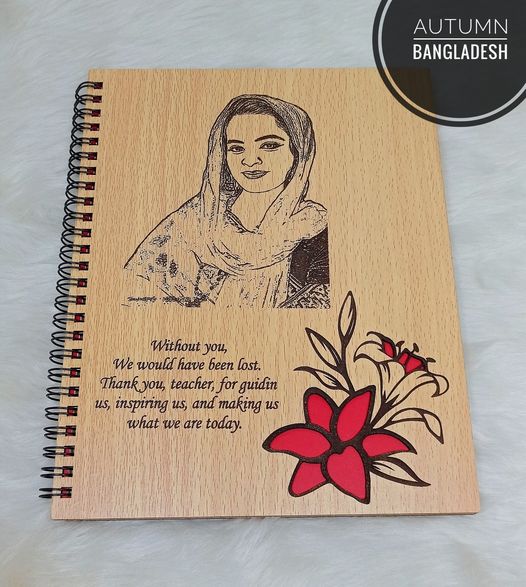 AUTUMN
BANGLADESH
Without you,
We would have been lost.
Thank you, teacher, for guidin
us, inspiring us, and making us
what we are today.